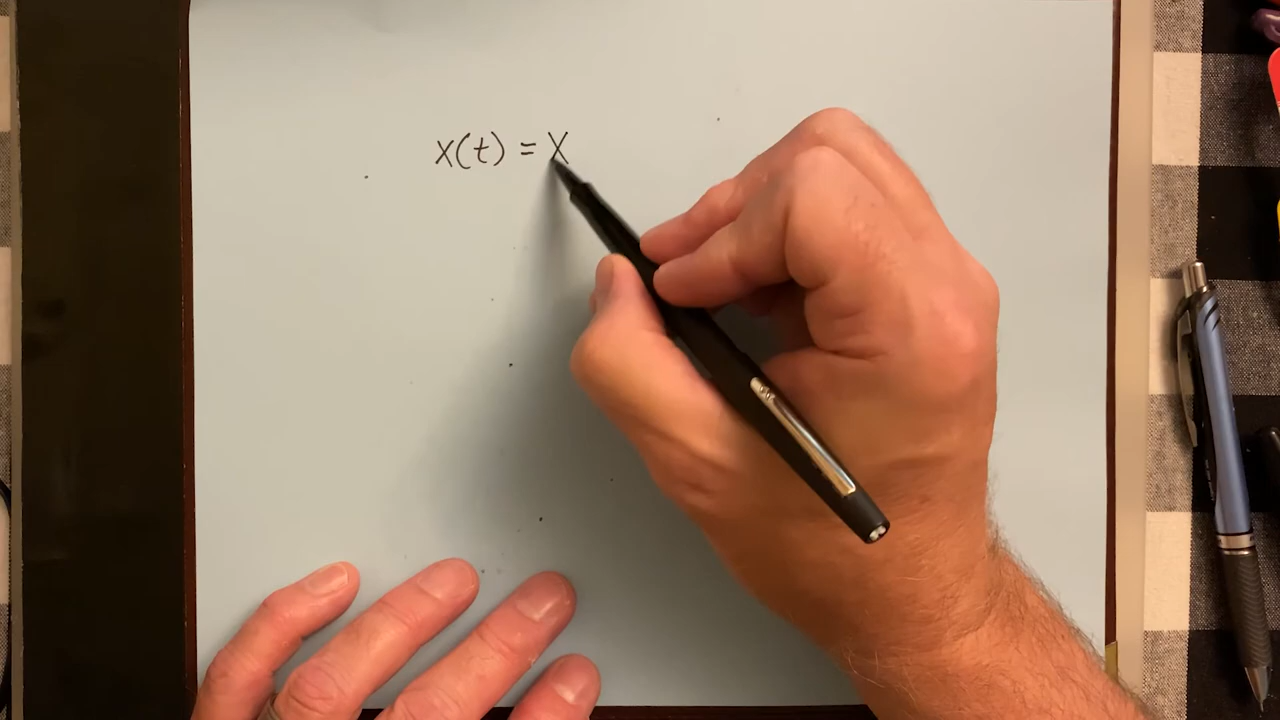 x(t) = X